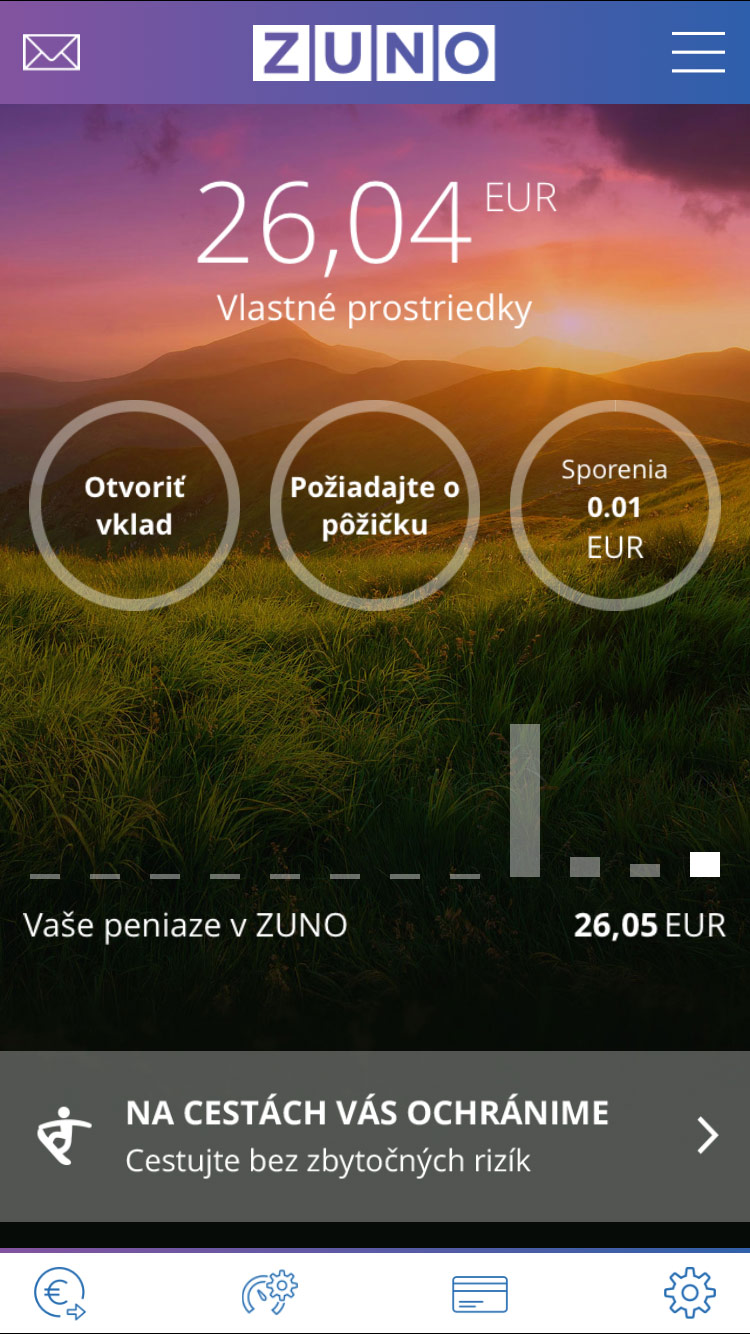 ZUNO
26,04 EUR
Vlastné prostriedky
Otvoriť
vklad
Požiadajte o
pôžičku
Sporenia
0.01
EUR
Vaše peniaze v ZUNO 26,05 EUR
NA CESTÁCH VÁS OCHRÁNIME
Cestujte bez zbytočných rizík